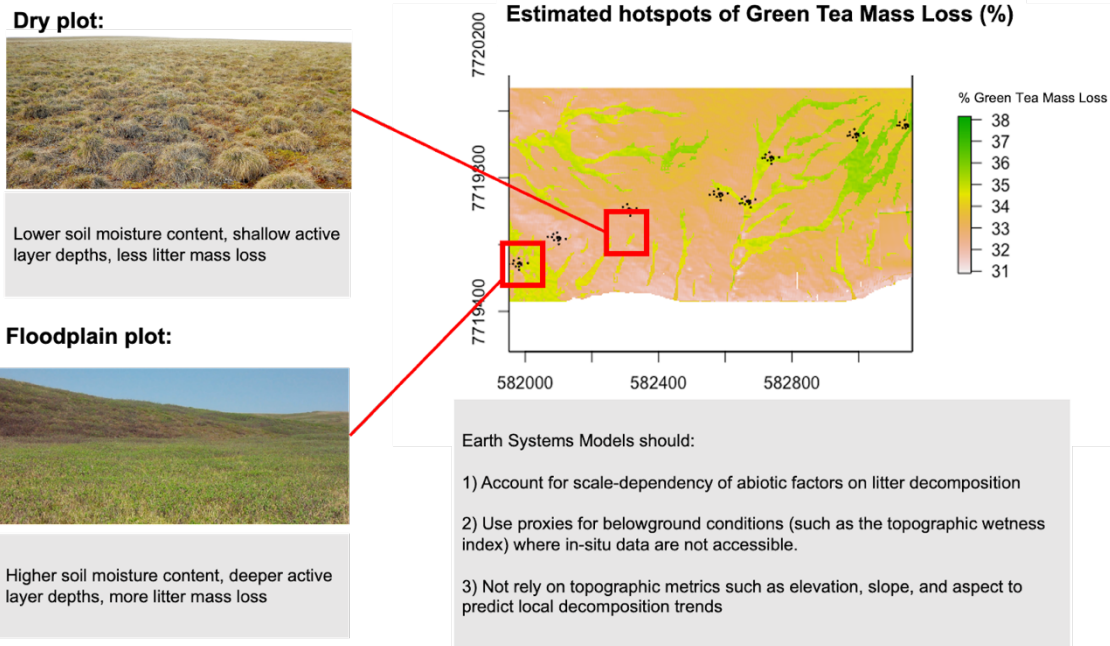 Dry plot:
Lower soil moisture content, shallow active
layer depths, less litter mass loss
Floodplain plot:
Higher soil moisture content, deeper active
layer depths, more litter mass loss
Estimated hotspots of Green Tea Mass Loss (%)
7720200
7719800
7719400
582000 582400 582800
% Green Tea Mass Loss
38
37
36
35
34
33
32
31
Earth Systems Models should:
1) Account for scale-dependency of abiotic factors on litter decomposition
2) Use proxies for belowground conditions (such as the topographic wetness
index) where in-situ data are not accessible.
3) Not rely on topographic metrics such as elevation, slope, and aspect to
predict local decomposition trends